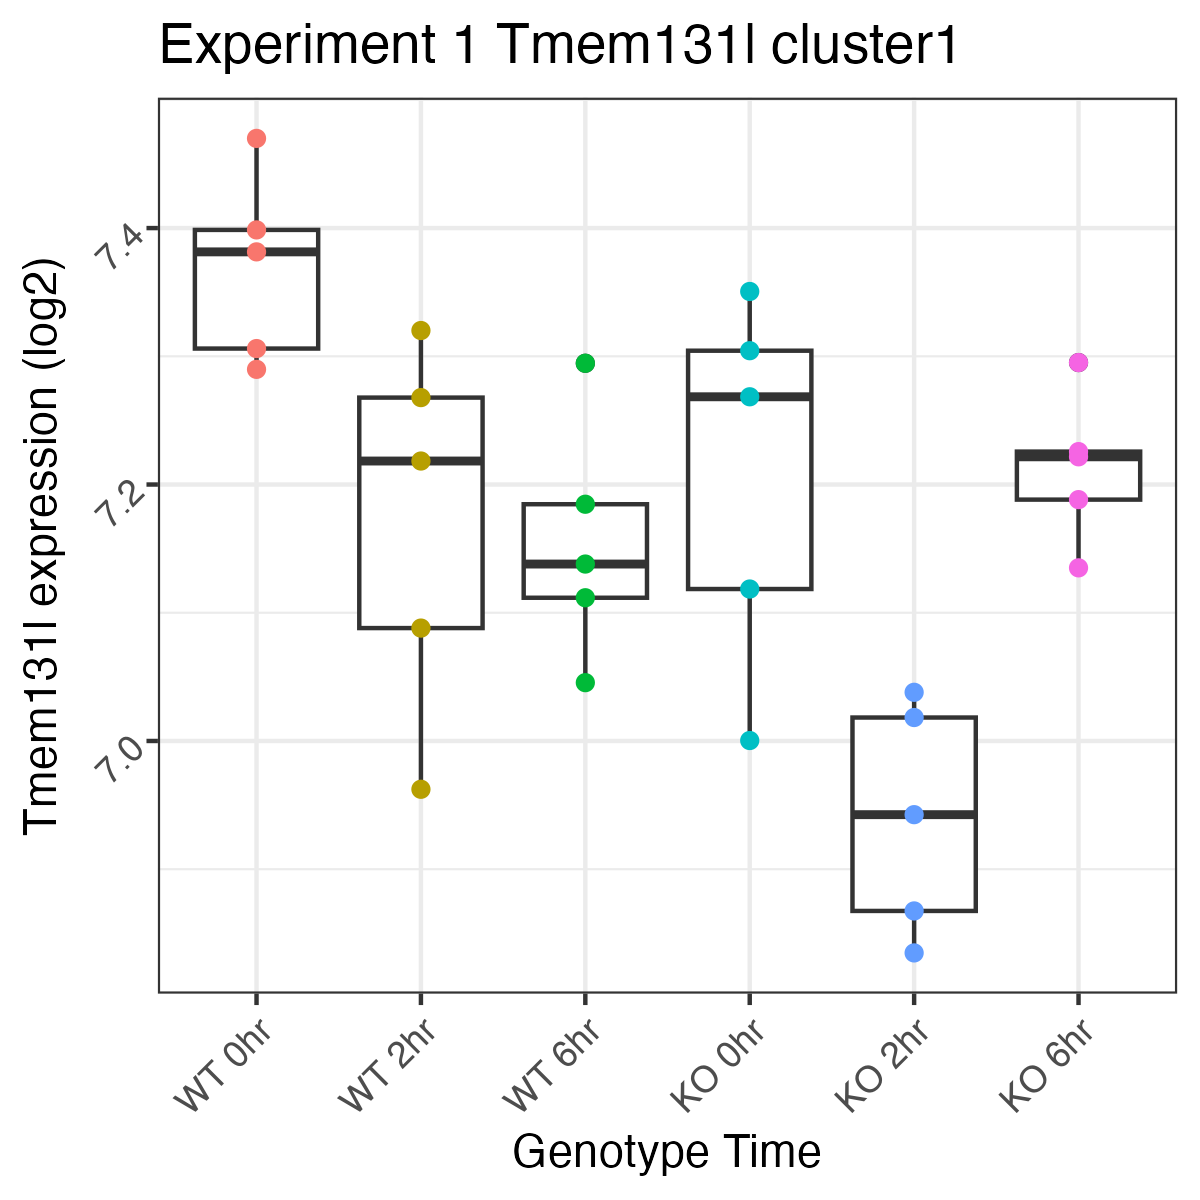 Experiment 1 Tmem131l cluster1
Tmem131l expression (log2)
7.4
7.2
7.0
WT 0hr
WT 2hr
WT 6hr
KO 0hr
KO 2hr
KO 6hr
Genotype Time